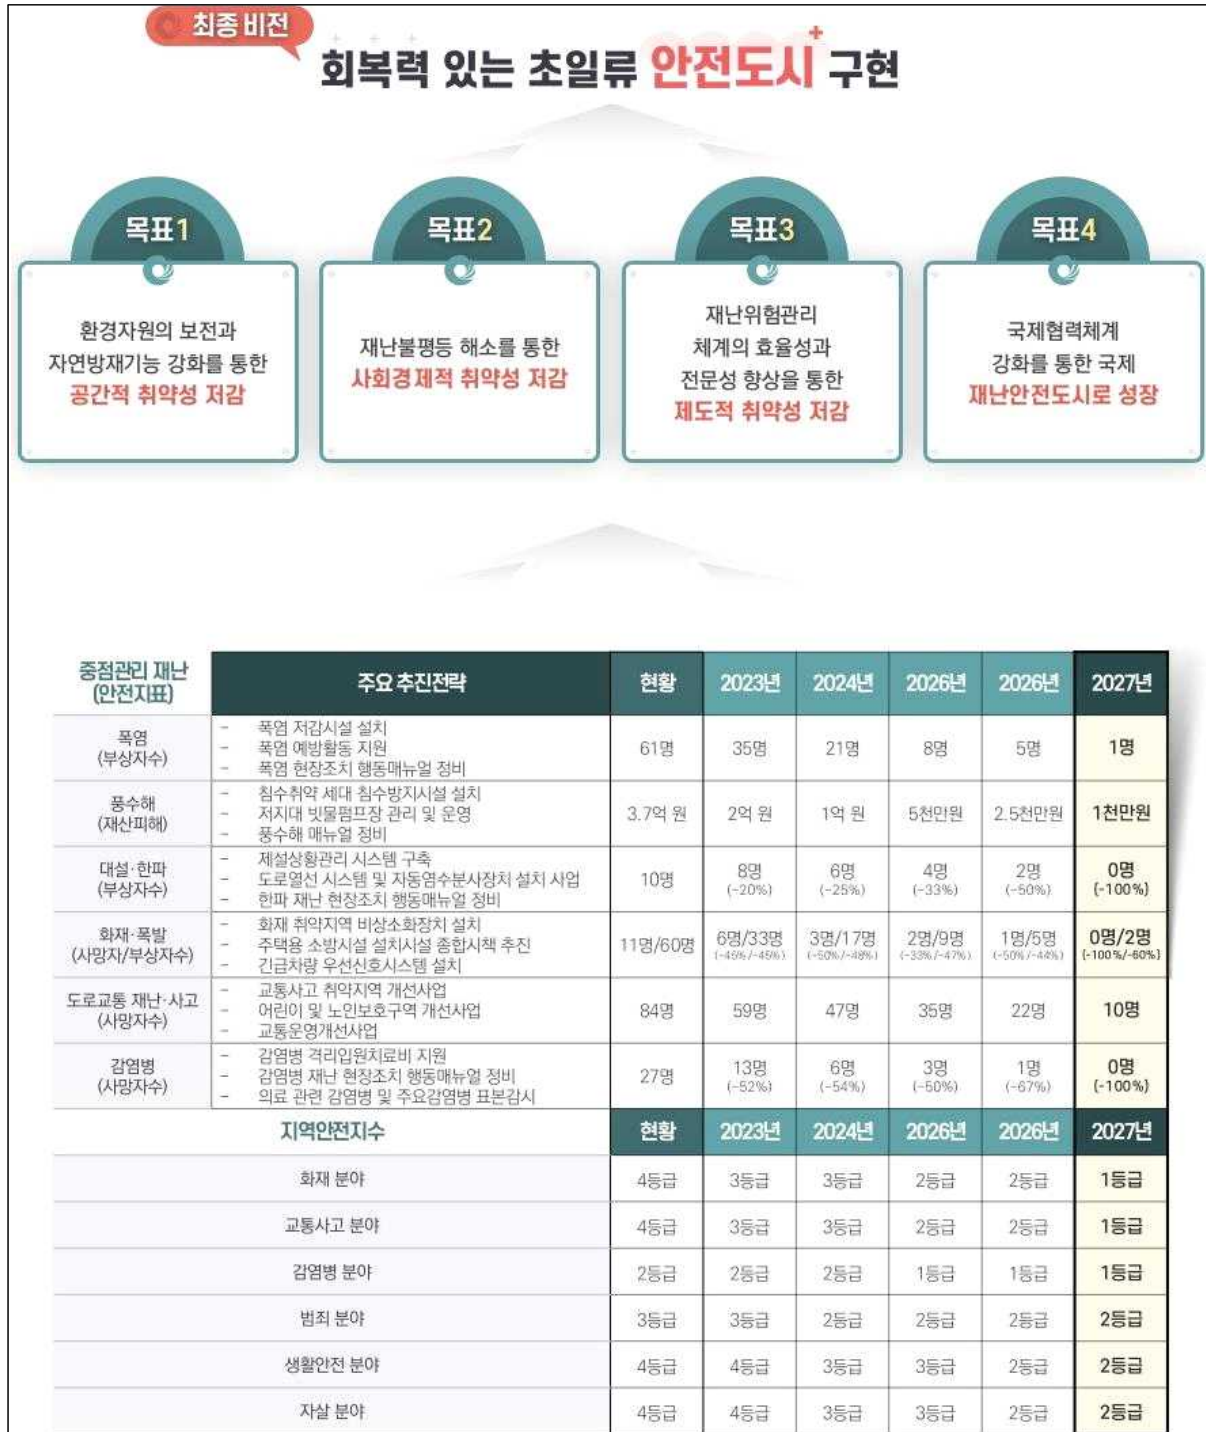 최종 비전
회복력 있는 초일류 안전도시 구현
목표1
환경자원의 보전과
자연방재기능 강화를 통한
공간적 취약성 저감
목표2
재난불평등 해소를 통한
사회경제적 취약성 저감
목표3
재난위험관리
체계의 효율성과
전문성 향상을 통한
제도적 취약성 저감
목표4
국제협력체계
강화를 통한 국제
재난안전도시로 성장
중점관리 재난
(안전지표)
주요 추진전략
현황 2023년 2024년 2026년 2026년 2027년
폭염
(부상자수)
- 폭염 저감시설 설치
- 폭염 예방활동 지원
- 폭염 현장조치 행동매뉴얼 정비
61명 35명 21명 8명 5명 1명
풍수해
(재산피해)
- 침수취약 세대 침수방지시설 설치
- 저지대 빗물펌프장 관리 및 운영
- 풍수해 매뉴얼 정비
3.7억 원 2억 원 1억 원 5천만원 2.5천만원 1천만원
대설·한파
(부상자수)
- 제설상황관리 시스템 구축
- 도로열선 시스템 및 자동염수분사장치 설치 사업
- 한파 재난 현장조치 행동매뉴얼 정비
10명 8명 6명 4명 2명 0명
(-20%) (-25%) (-33%) (-50%) (-100%)
화재·폭발
(사망자/부상자수)
- 화재 취약지역 비상소화장치 설치
- 주택용 소방시설 설치시설 종합시책 추진
- 긴급차량 우선신호시스템 설치
11명/60명 6명/33명 3명/17명 2명/9명 1명/5명 0명/2명
(-45%/-45%) (-50%/-48%) (-33%/-47%) (-50%/-44%) (-100%/-60%)
도로교통 재난·사고
(사망자수)
- 교통사고 취약지역 개선사업
- 어린이 및 노인보호구역 개선사업
- 교통운영개선사업
84명 59명 47명 35명 22명 10명
감염병
(사망자수)
- 감염병 격리입원치료비 지원
- 감염병 재난 현장조치 행동매뉴얼 정비
- 의료 관련 감염병 및 주요감염병 표본감시
27명 13명 6명 3명 1명 0명
(-52%) (-54%) (-50%) (-67%) (-100%)
지역안전지수 현황 2023년 2024년 2026년 2026년 2027년
화재 분야 4등급 3등급 3등급 2등급 2등급 1등급
교통사고 분야 4등급 3등급 3등급 2등급 2등급 1등급
감염병 분야 2등급 2등급 2등급 1등급 1등급 1등급
범죄 분야 3등급 3등급 2등급 2등급 2등급 2등급
생활안전 분야 4등급 4등급 3등급 3등급 2등급 2등급
자살 분야 4등급 4등급 3등급 3등급 2등급 2등급